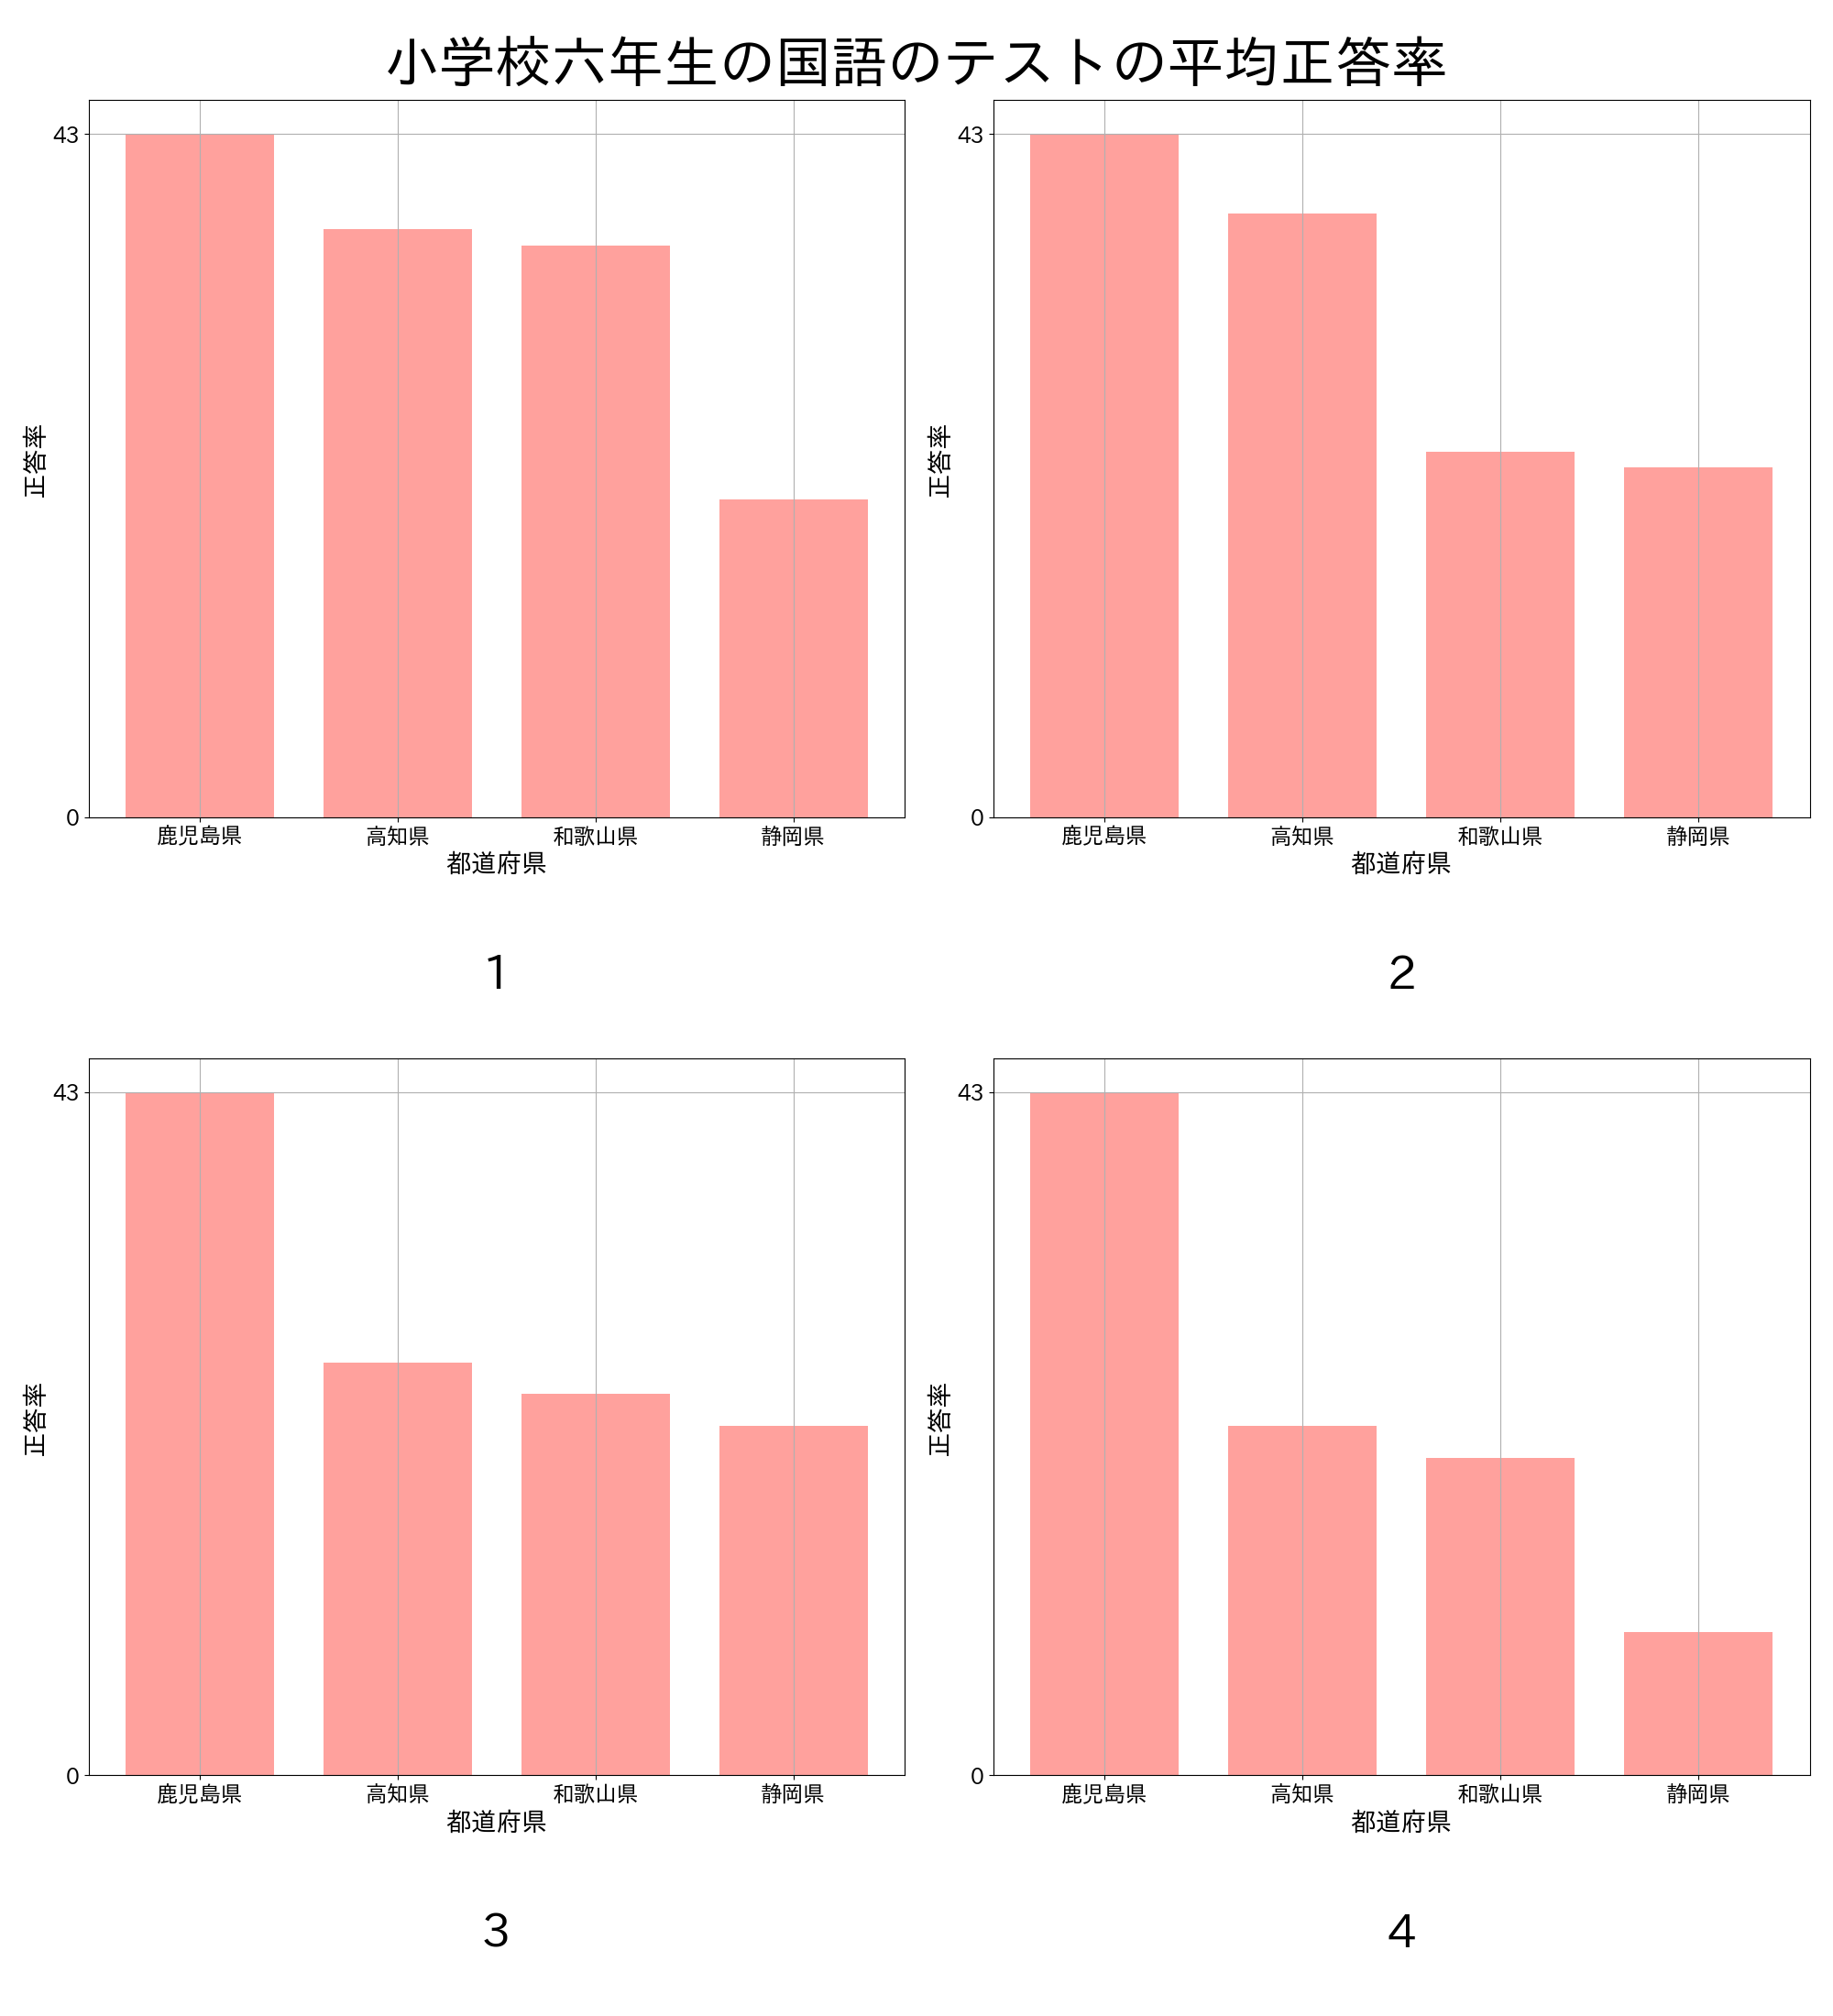 小学校六年生の国語のテストの平均正答率
43
0
正答率
鹿児島県 高知県 和歌山県 静岡県
都道府県
1
43
0
正答率
鹿児島県 高知県 和歌山県 静岡県
都道府県
2
43
0
正答率
鹿児島県 高知県 和歌山県 静岡県
都道府県
3
43
0
正答率
鹿児島県 高知県 和歌山県 静岡県
都道府県
4